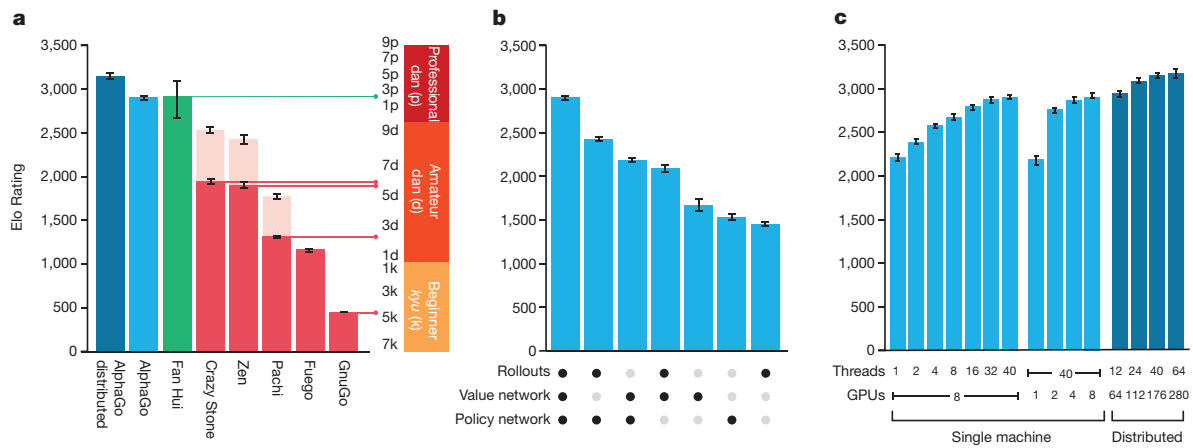 a
3,500
3,000
2,500
2,000
1,500
1,000
500
0
Elo Rating
AlphaGo distributed
AlphaGo
Fan Hui
Crazy Stone
Zen
Pachi
Fuego
GnuGo
9p
7p
5p
3p
1p
9d
7d
5d
3d
1d
1k
3k
5k
7k
Professional
dan (p)
Amateur
dan (d)
Beginner
kyu (k)
b
3,500
3,000
2,500
2,000
1,500
1,000
500
0
Rollouts
Value network
Policy network
c
3,500
3,000
2,500
2,000
1,500
1,000
500
0
Threads 1 2 4 8 16 32 40 40 12 24 40 64
GPUs 8 1 2 4 8 64 112 176 280
Single machine Distributed